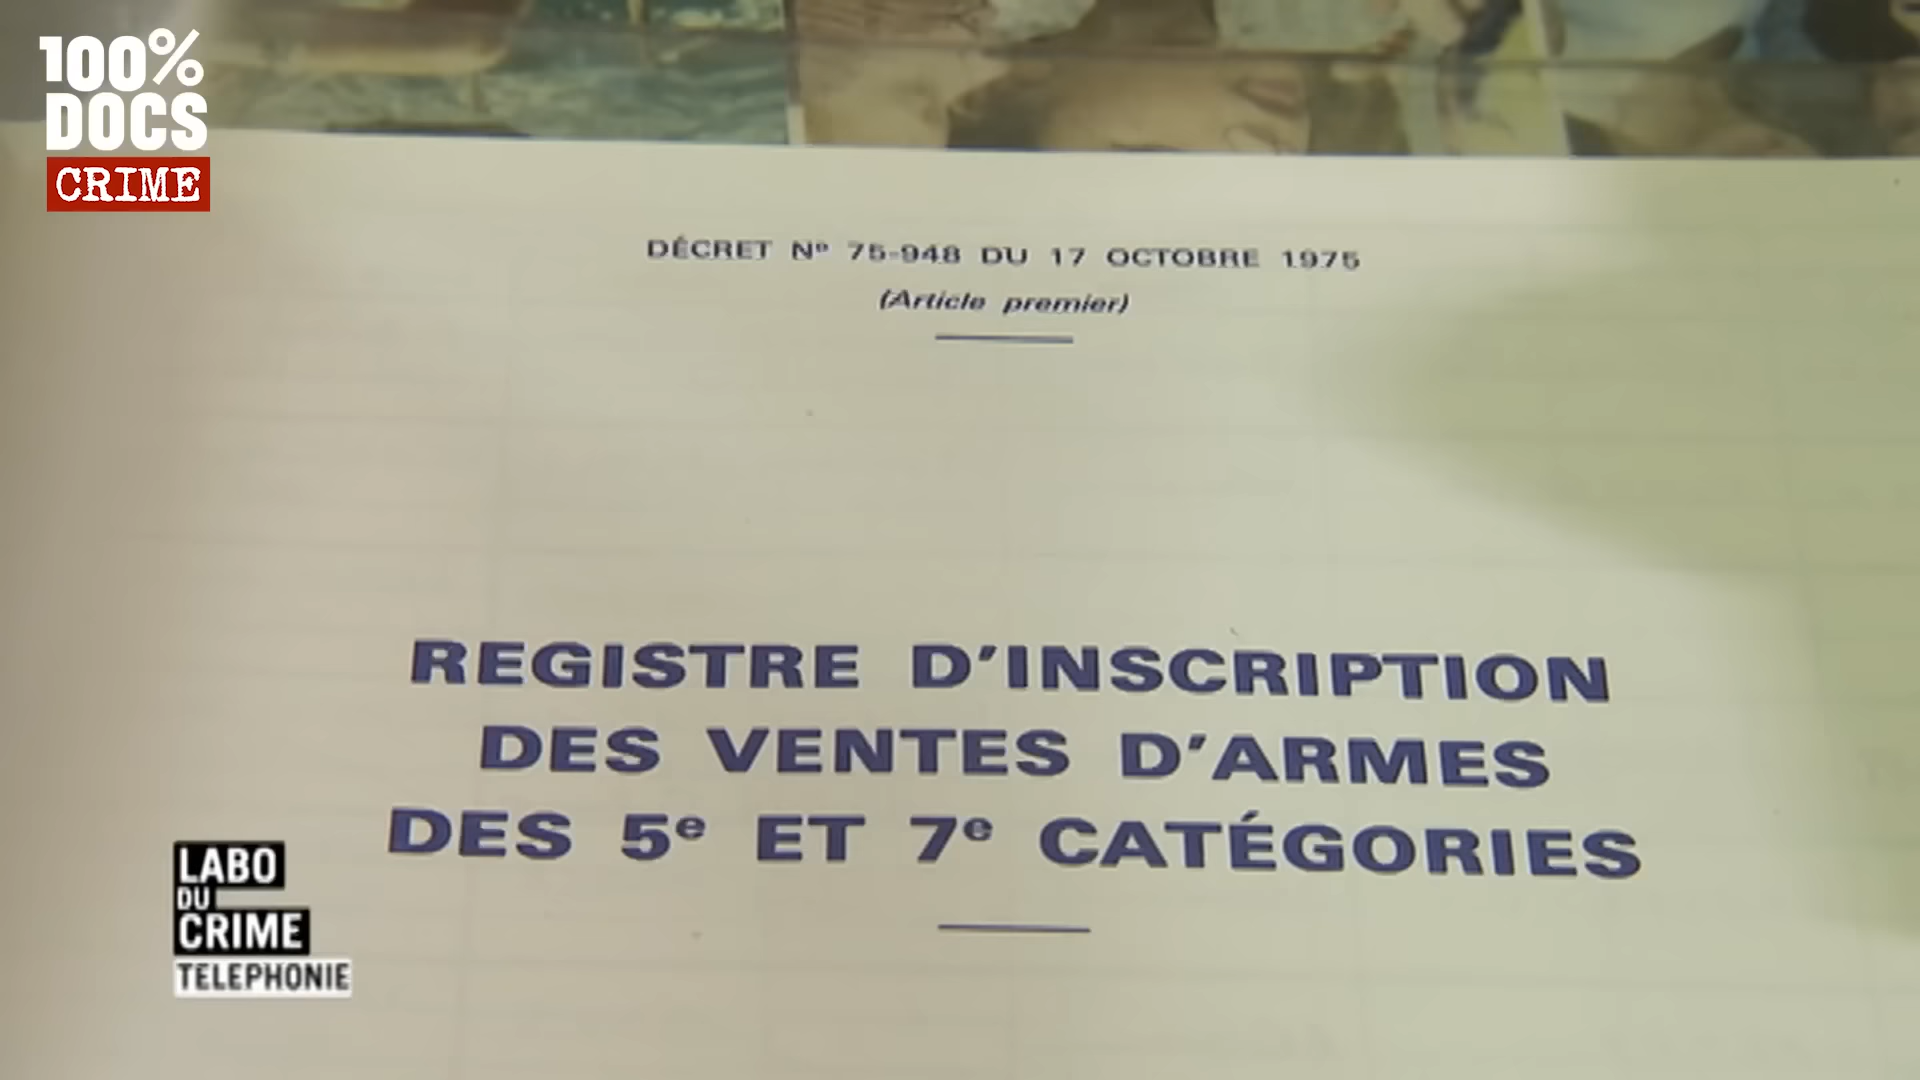 100%
DOCS
CRIME
DÉCRET Nº 75-948 DU 17 OCTOBRE 1975
(Article premier)
REGISTRE D'INSCRIPTION
DES VENTES D'ARMES
DES 5e ET 7e CATÉGORIES
LABO
DU
CRIME
TELEPHONIE